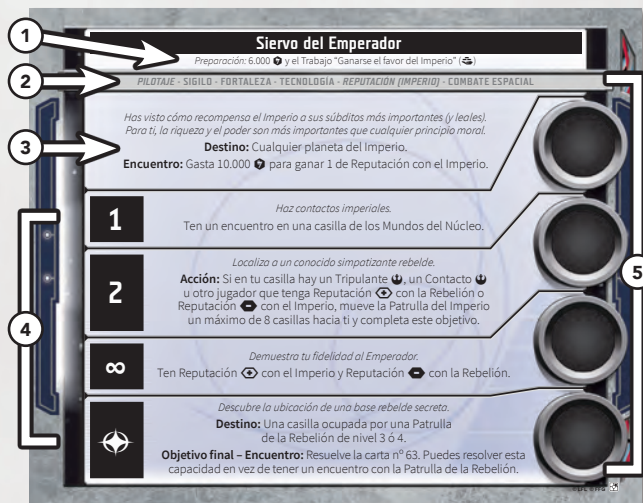 1
Siervo del Emperador
Preparación: 6.000 y el Trabajo “Ganarse el favor del Imperio” ( )
2
PILOTAJE - SIGILO - FORTALEZA - TECNOLOGÍA - REPUTACIÓN (IMPERIO) - COMBATE ESPACIAL
3
Has visto cómo recompensa el Imperio a sus súbditos más importantes (y leales).
Para ti, la riqueza y el poder son más importantes que cualquier principio moral.
Destino: Cualquier planeta del Imperio.
Encuentro: Gasta 10.000 para ganar 1 de Reputación con el Imperio.
1
Haz contactos imperiales.
Ten un encuentro en una casilla de los Mundos del Núcleo.
2
Localiza a un conocido simpatizante rebelde.
Acción: Si en tu casilla hay un Tripulante , un Contacto
u otro jugador que tenga Reputación con la Rebelión o
Reputación con el Imperio, mueve la Patrulla del Imperio
un máximo de 8 casillas hacia ti y completa este objetivo.
5
4
∞
Demuestra tu fidelidad al Emperador.
Ten Reputación con el Imperio y Reputación con la Rebelión.
Descubre la ubicación de una base rebelde secreta.
Destino: Una casilla ocupada por una Patrulla
de la Rebelión de nivel 3 ó 4.
Objetivo final – Encuentro: Resuelve la carta nº 63. Puedes resolver esta
capacidad en vez de tener un encuentro con la Patrulla de la Rebelión.